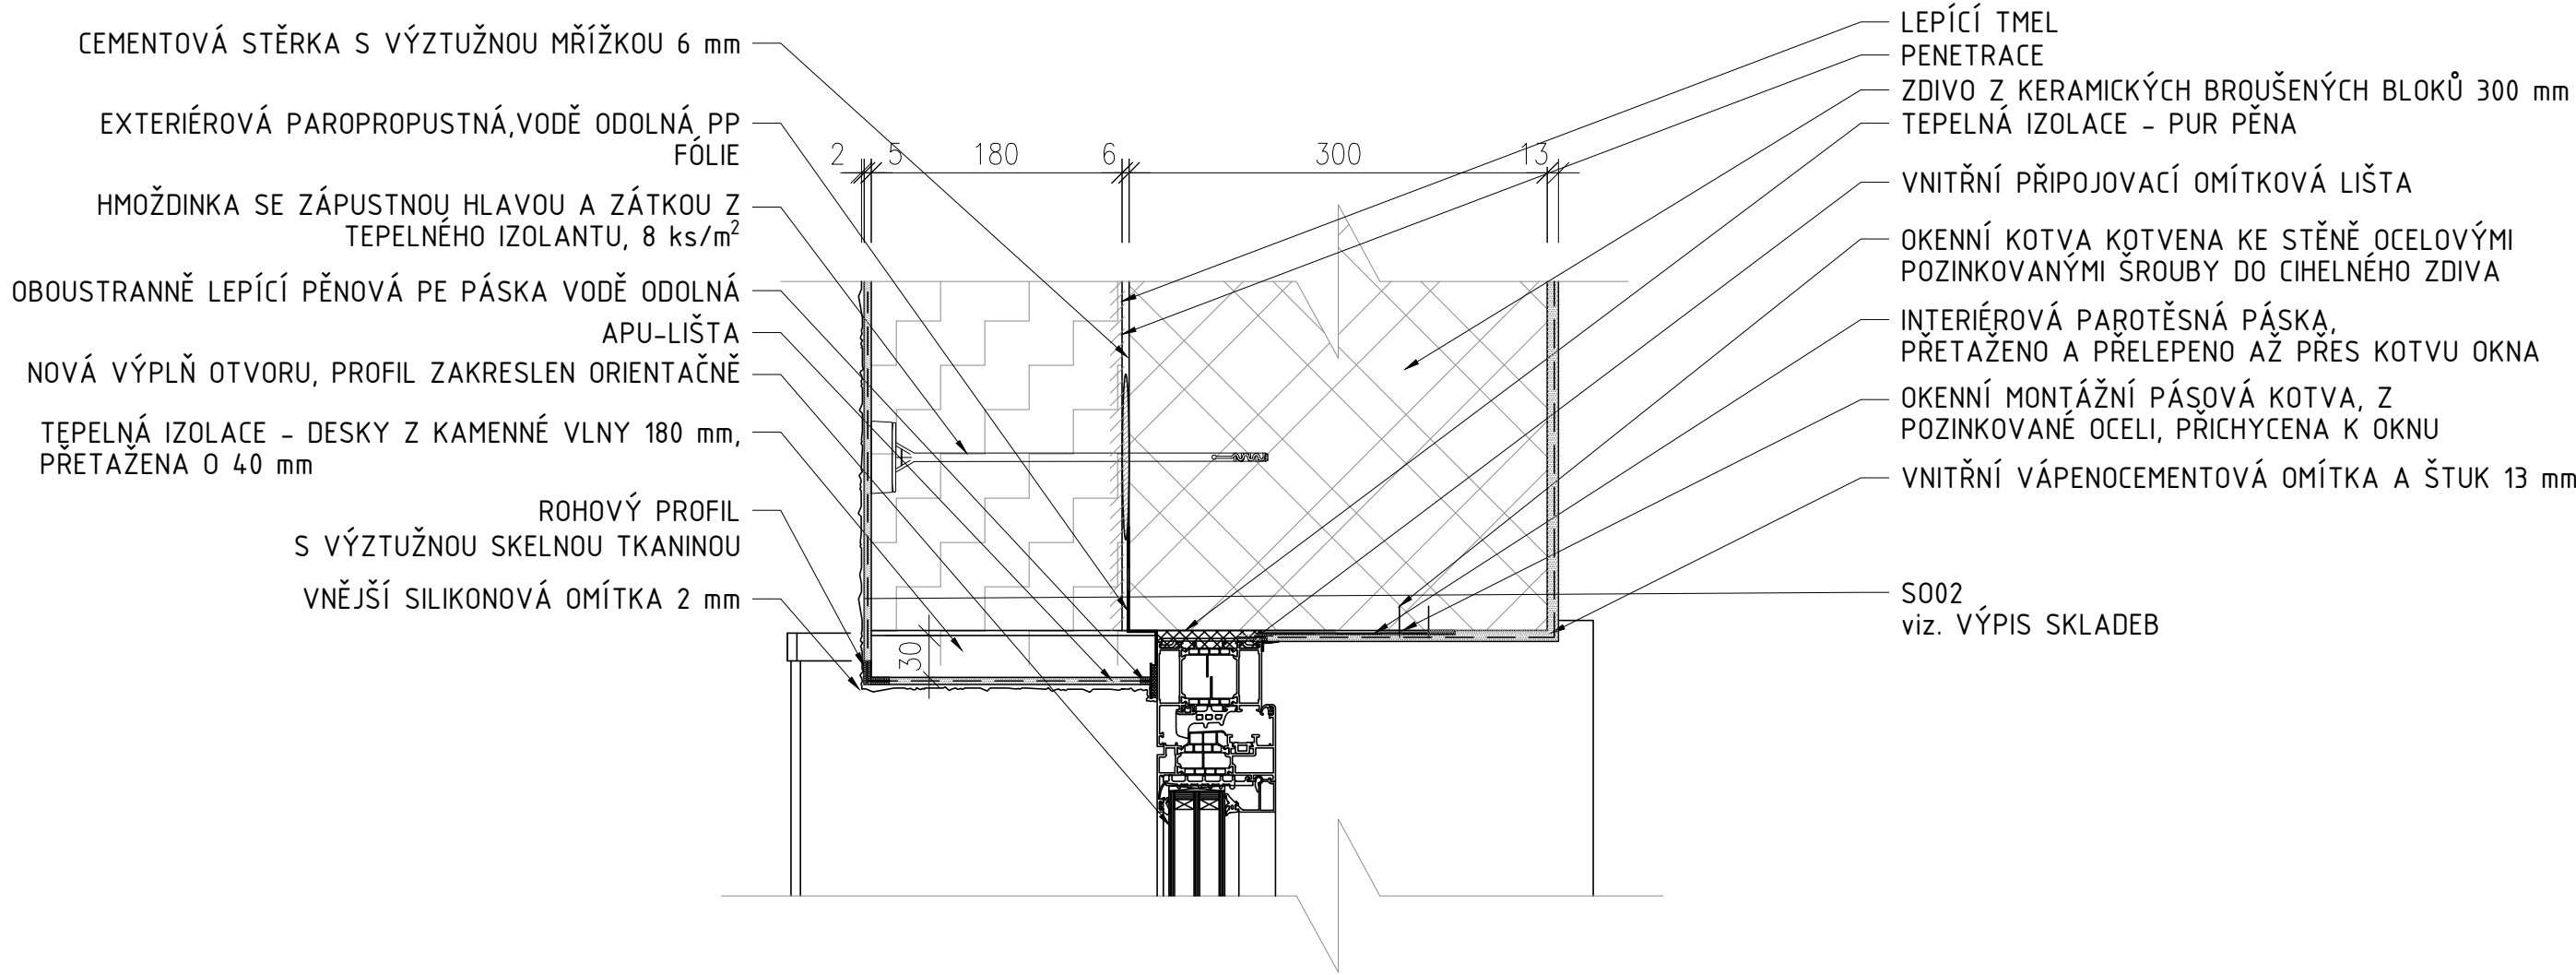 CEMENTOVÁ STĚRKA S VÝZTUŽNOU MŘÍŽKOU 6 mm
EXTERIÉROVÁ PAROPROPUSTNÁ,VODĚ ODOLNÁ PP
FÓLIE
HMOŽDINKA SE ZÁPUSTNOU HLAVOU A ZÁTKOU Z
TEPELNÉHO IZOLANTU, 8 ks/m²
OBOUSTRANNĚ LEPÍCÍ PĚNOVÁ PE PÁSKA VODĚ ODOLNÁ
APU-LIŠTA
NOVÁ VÝPLŇ OTVORU, PROFIL ZAKRESLEN ORIENTAČNĚ
TEPELNÁ IZOLACE - DESKY Z KAMENNÉ VLNY 180 mm,
PŘETAŽENA O 40 mm
ROHOVÝ PROFIL
S VÝZTUŽNOU SKELNOU TKANINOU
VNĚJŠÍ SILIKONOVÁ OMÍTKA 2 mm
2 5 180 6 300 13
30
LEPÍCÍ TMEL
PENETRACE
ZDIVO Z KERAMICKÝCH BROUŠENÝCH BLOKŮ 300 mm
TEPELNÁ IZOLACE - PUR PĚNA
VNITŘNÍ PŘIPOJOVACÍ OMÍTKOVÁ LIŠTA
OKENNÍ KOTVA KOTVENA KE STĚNĚ OCELOVÝMI
POZINKOVANÝMI ŠROUBY DO CIHELNÉHO ZDIVA
INTERIÉROVÁ PAROTĚSNÁ PÁSKA,
PŘETAŽENO A PŘELEPENO AŽ PŘES KOTVU OKNA
OKENNÍ MONTÁŽNÍ PÁSOVÁ KOTVA, Z
POZINKOVANÉ OCELI, PŘICHYCENA K OKNU
VNITŘNÍ VÁPENOCEMENTOVÁ OMÍTKA A ŠTUK 13 mm
SO02
viz. VÝPIS SKLADEB